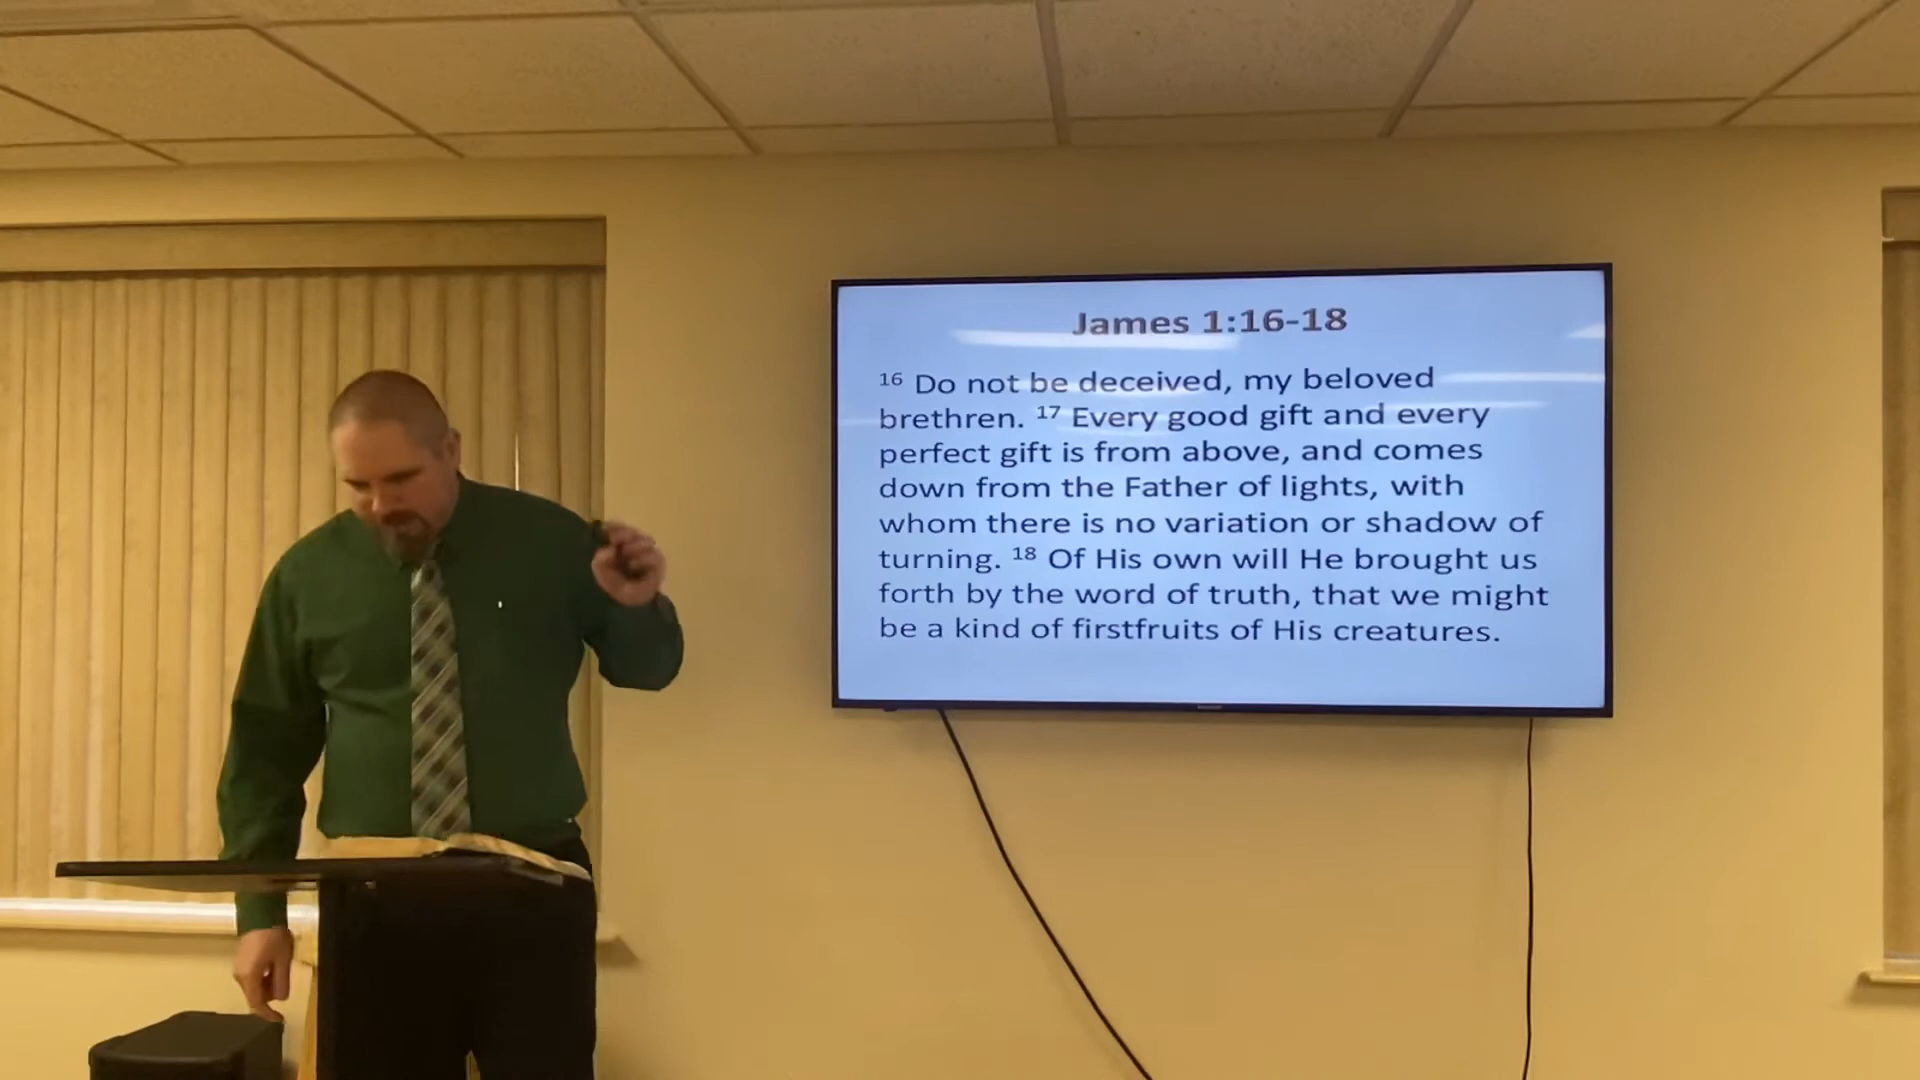 James 1:16-18
16 Do not be deceived, my beloved
brethren. 17 Every good gift and every
perfect gift is from above, and comes
down from the Father of lights, with
whom there is no variation or shadow of
turning. 18 Of His own will He brought us
forth by the word of truth, that we might
be a kind of firstfruits of His creatures.